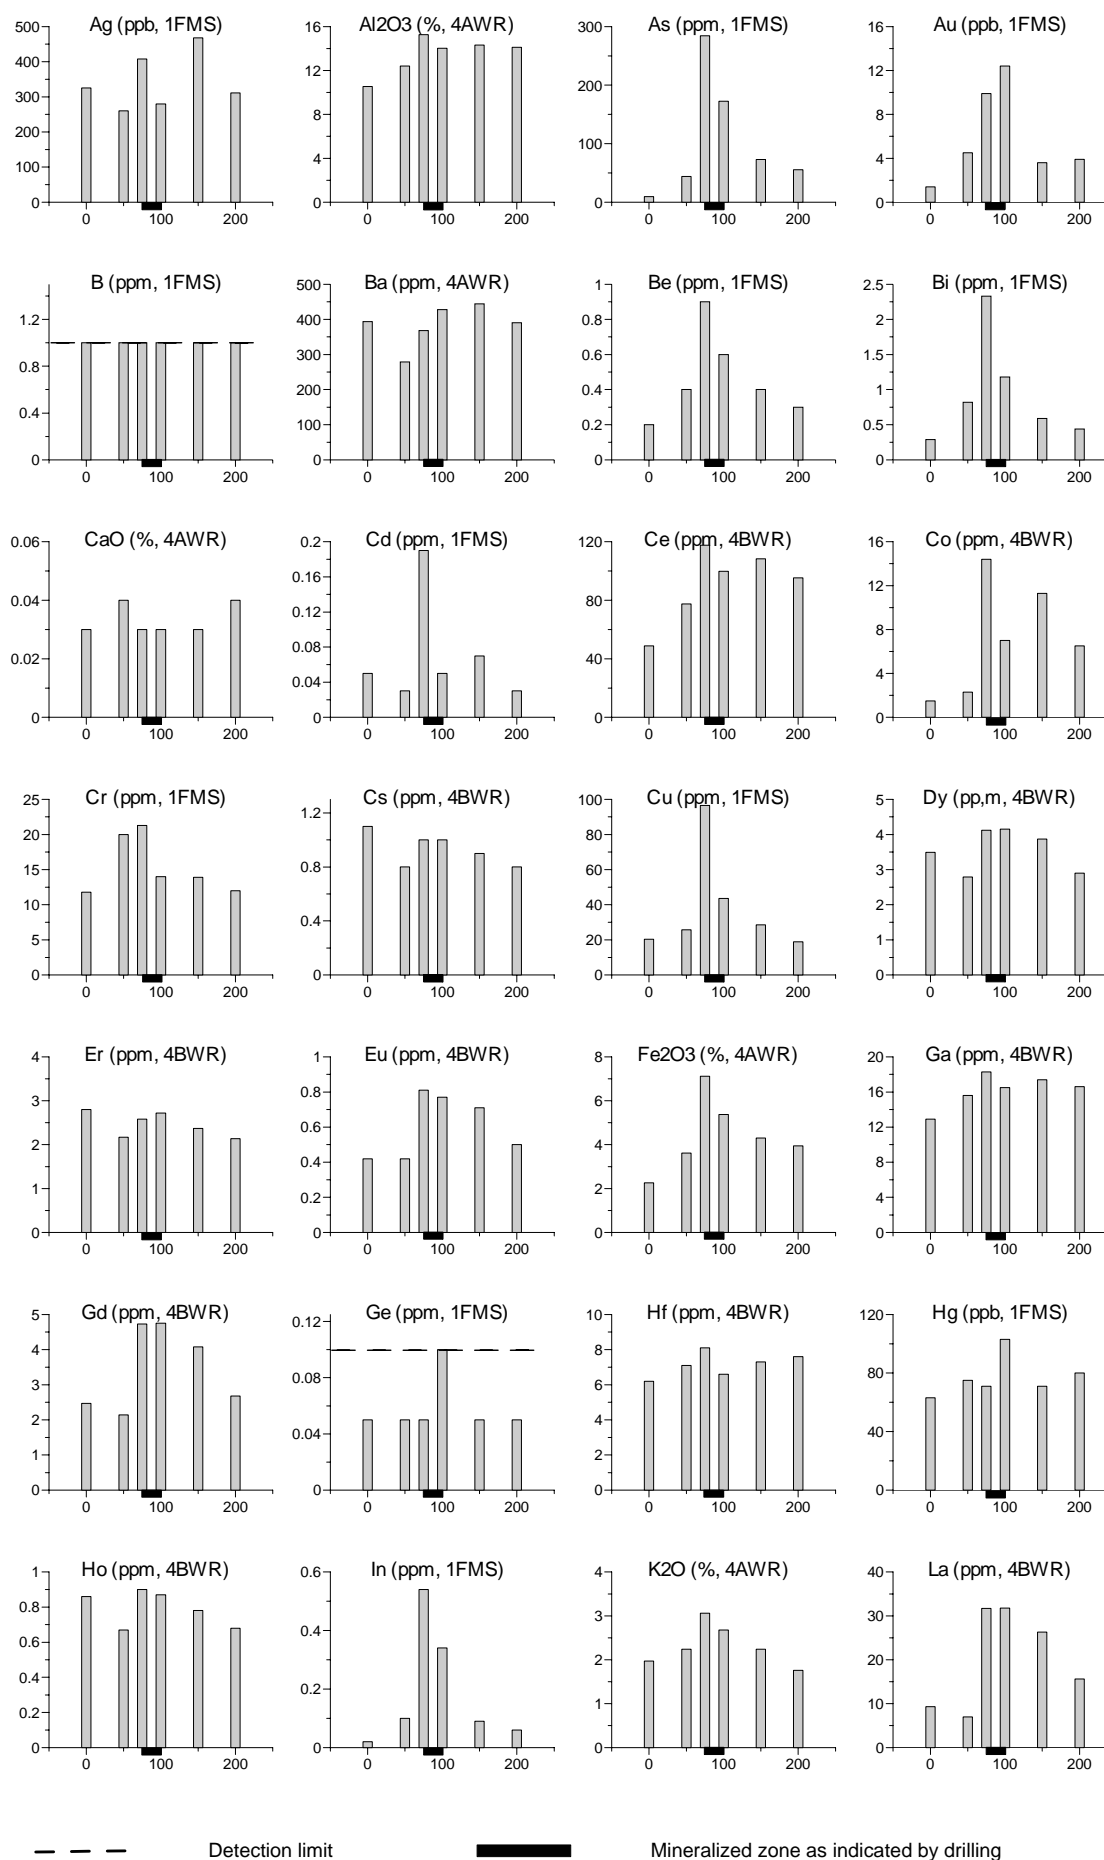 Ag (ppb, 1FMS)
500
400
300
200
100
0
0 100 200
Al2O3 (%, 4AWR)
16
12
8
4
0
0 100 200
As (ppm, 1FMS)
300
200
100
0
0 100 200
Au (ppb, 1FMS)
16
12
8
4
0
0 100 200
B (ppm, 1FMS)
1.2
0.8
0.4
0
0 100 200
Ba (ppm, 4AWR)
500
400
300
200
100
0
0 100 200
Be (ppm, 1FMS)
1
0.8
0.6
0.4
0.2
0
0 100 200
Bi (ppm, 1FMS)
2.5
2
1.5
1
0.5
0
0 100 200
CaO (%, 4AWR)
0.06
0.04
0.02
0
0 100 200
Cd (ppm, 1FMS)
0.2
0.16
0.12
0.08
0.04
0
0 100 200
Ce (ppm, 4BWR)
120
80
40
0
0 100 200
Co (ppm, 4BWR)
16
12
8
4
0
0 100 200
Cr (ppm, 1FMS)
25
20
15
10
5
0
0 100 200
Cs (ppm, 4BWR)
1.2
0.8
0.4
0
0 100 200
Cu (ppm, 1FMS)
100
80
60
40
20
0
0 100 200
Dy (pp,m, 4BWR)
5
4
3
2
1
0
0 100 200
Er (ppm, 4BWR)
4
3
2
1
0
0 100 200
Eu (ppm, 4BWR)
1
0.8
0.6
0.4
0.2
0
0 100 200
Fe2O3 (%, 4AWR)
8
6
4
2
0
0 100 200
Ga (ppm, 4BWR)
20
16
12
8
4
0
0 100 200
Gd (ppm, 4BWR)
5
4
3
2
1
0
0 100 200
Ge (ppm, 1FMS)
0.12
0.08
0.04
0
0 100 200
Hf (ppm, 4BWR)
10
8
6
4
2
0
0 100 200
Hg (ppb, 1FMS)
120
80
40
0
0 100 200
Ho (ppm, 4BWR)
1
0.8
0.6
0.4
0.2
0
0 100 200
In (ppm, 1FMS)
0.6
0.4
0.2
0
0 100 200
K2O (%, 4AWR)
4
3
2
1
0
0 100 200
La (ppm, 4BWR)
40
30
20
10
0
0 100 200
Detection limit
Mineralized zone as indicated by drilling